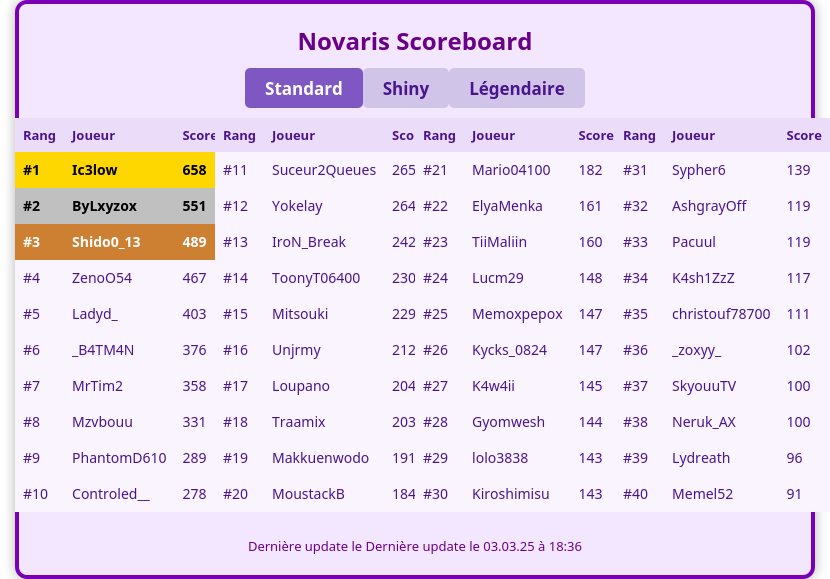 Novaris Scoreboard
Standard Shiny Légendaire
Rang Joueur Score Rang Joueur Sco Rang Joueur Score Rang Joueur Score
#1 Ic3low 658 #11 Suceur2Queues 265 #21 Mario04100 182 #31 Sypher6 139
#2 ByLxyzox 551 #12 Yokelay 264 #22 ElyaMenka 161 #32 AshgrayOff 119
#3 Shido0_13 489 #13 IroN_Break 242 #23 TiiMaliin 160 #33 Pacuul 119
#4 ZenoO54 467 #14 ToonyT06400 230 #24 Lucm29 148 #34 K4sh1ZzZ 117
#5 Ladyd_ 403 #15 Mitsouki 229 #25 Memoxpepox 147 #35 christouf78700 111
#6 _B4TM4N 376 #16 Unjrmy 212 #26 Kycks_0824 147 #36 _zoxyy_ 102
#7 MrTim2 358 #17 Loupano 204 #27 K4w4ii 145 #37 SkyouuTV 100
#8 Mzvbouu 331 #18 Traamix 203 #28 Gyomwesh 144 #38 Neruk_AX 100
#9 PhantomD610 289 #19 Makkuenwodo 191 #29 lolo3838 143 #39 Lydreath 96
#10 Controled__ 278 #20 MoustackB 184 #30 Kiroshimisu 143 #40 Memel52 91
Dernière update le Dernière update le 03.03.25 à 18:36